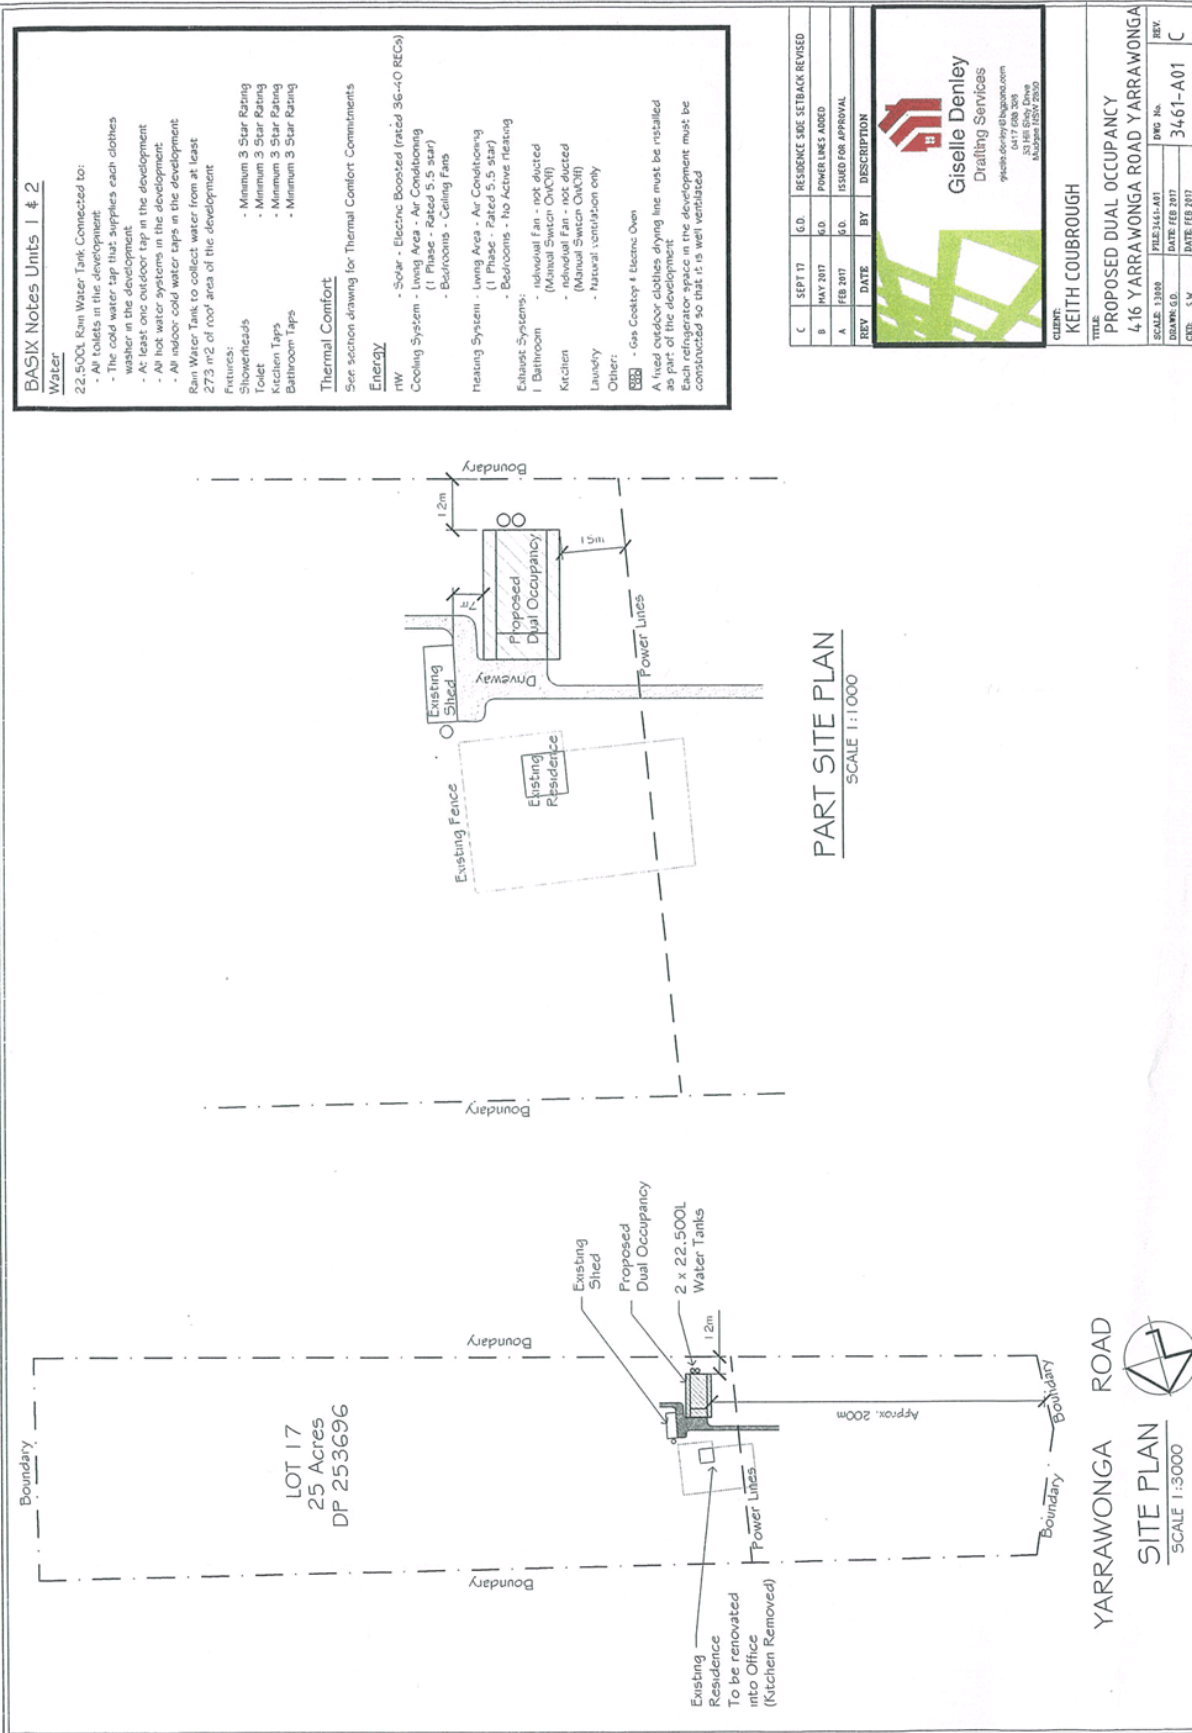 Boundary
LOT 17
25 Acres
DP 253696
Boundary
Boundary
Existing
Shed
Proposed
Dual Occupancy
2 x 22.500L
Water Tanks
12m
Existing
Residence
To be renovated
into Office
(Kitchen Removed)
Power Lines
Approx. 200m
Boundary
Boundary
YARRAWONGA ROAD
SITE PLAN
SCALE 1:3000
Boundary
Boundary
12m
7m
15m
Existing Fence
Existing
Shed
Existing
Residence
Driveway
Proposed
Dual Occupancy
Power Lines
PART SITE PLAN
SCALE 1:1000
BASIX Notes Units 1 & 2
Water
22.500L Rain Water Tank Connected to:
- All toilets in the development
- The cold water tap that supplies each clothes
washer in the development
- At least one outdoor tap in the development
- All hot water systems in the development
- All indoor cold water taps in the development
Rain Water Tank to collect water from at least
273 m2 of roof area of the development
Fixtures:
Showerheads - Minimum 3 Star Rating
Toilet - Minimum 3 Star Rating
Kitchen Taps - Minimum 3 Star Rating
Bathroom Taps - Minimum 3 Star Rating
Thermal Comfort
See section drawing for Thermal Comfort Commitments
Energy
HW - Solar - Electric Boosted (rated 36-40 RECs)
Cooling System - Living Area - Air Conditioning
(1 Phase - Rated 5.5 star)
- Bedrooms - Ceiling Fans
Heating System - Living Area - Air Conditioning
(1 Phase - Rated 5.5 star)
- Bedrooms - No Active Heating
Exhaust Systems:
1 Bathroom - Individual Fan - not ducted
(Manual Switch On/Off)
Kitchen - Individual Fan - not ducted
(Manual Switch On/Off)
Laundry - Natural ventilation only
Other:
- Gas Cooktop & Electric Oven
A fixed outdoor clothes drying line must be installed
as part of the development
Each refrigerator space in the development must be
constructed so that it is well ventilated
C SEPT 17 G.D. RESIDENCE SIDE SETBACK REVISED
B MAY 2017 G.D. POWER LINES ADDED
A FEB 2017 G.D. ISSUED FOR APPROVAL
REV DATE BY DESCRIPTION
Giselle Denley
Drafting Services
giselle.denley@bigpond.com
Mudgee NSW 2850
CLIENT:
KEITH COUBROUGH
TITLE:
PROPOSED DUAL OCCUPANCY
416 YARRAWONGA ROAD YARRAWONGA
SCALE: 1:3000 FILE:3461-A01 DWG No. REV.
DRAWN: G.D. DATE: FEB 2017 3461-A01 C
CKD: S.W. DATE: FEB 2017